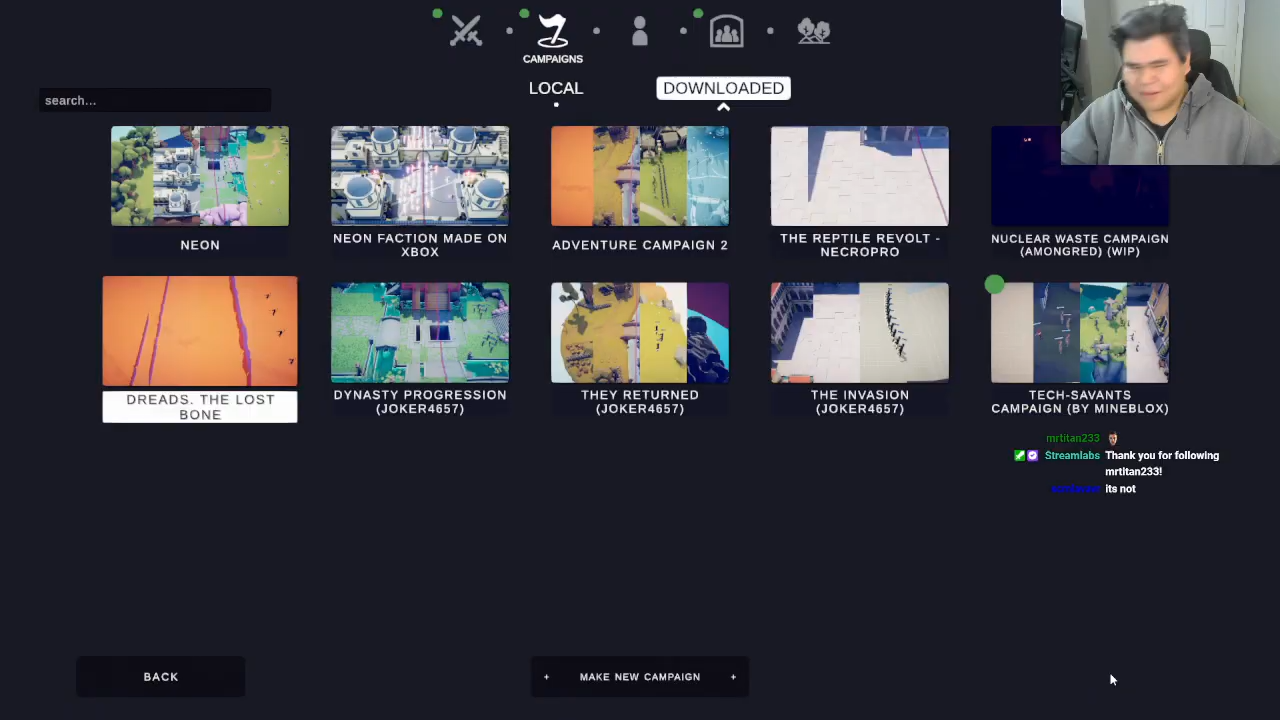 CAMPAIGNS
LOCAL
DOWNLOADED
search...
NEON
NEON FACTION MADE ON
XBOX
ADVENTURE CAMPAIGN 2
THE REPTILE REVOLT -
NECROPRO
NUCLEAR WASTE CAMPAIGN
(AMONGRED) (WIP)
DREADS. THE LOST
BONE
DYNASTY PROGRESSION
(JOKER4657)
THEY RETURNED
(JOKER4657)
THE INVASION
(JOKER4657)
TECH-SAVANTS
CAMPAIGN (BY MINEBLOX)
mrtitan233
Streamlabs Thank you for following
mrtitan233!
its not
BACK
+ MAKE NEW CAMPAIGN +